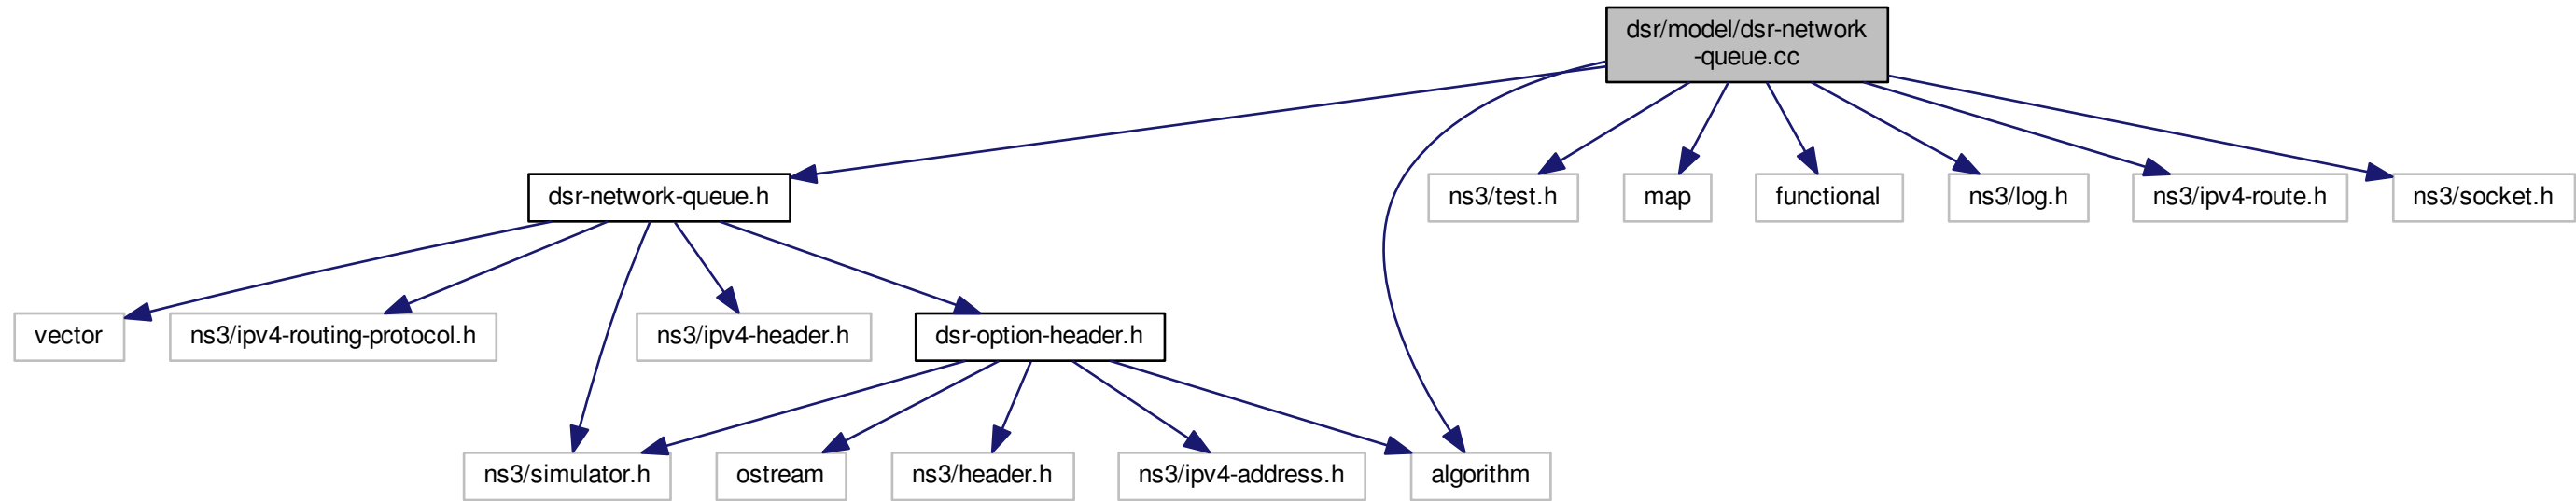 dsr/model/dsr-network
-queue.cc
dsr-network-queue.h
ns3/test.h
map
functional
ns3/log.h
ns3/ipv4-route.h
ns3/socket.h
vector
ns3/ipv4-routing-protocol.h
ns3/ipv4-header.h
dsr-option-header.h
ns3/simulator.h
ostream
ns3/header.h
ns3/ipv4-address.h
algorithm